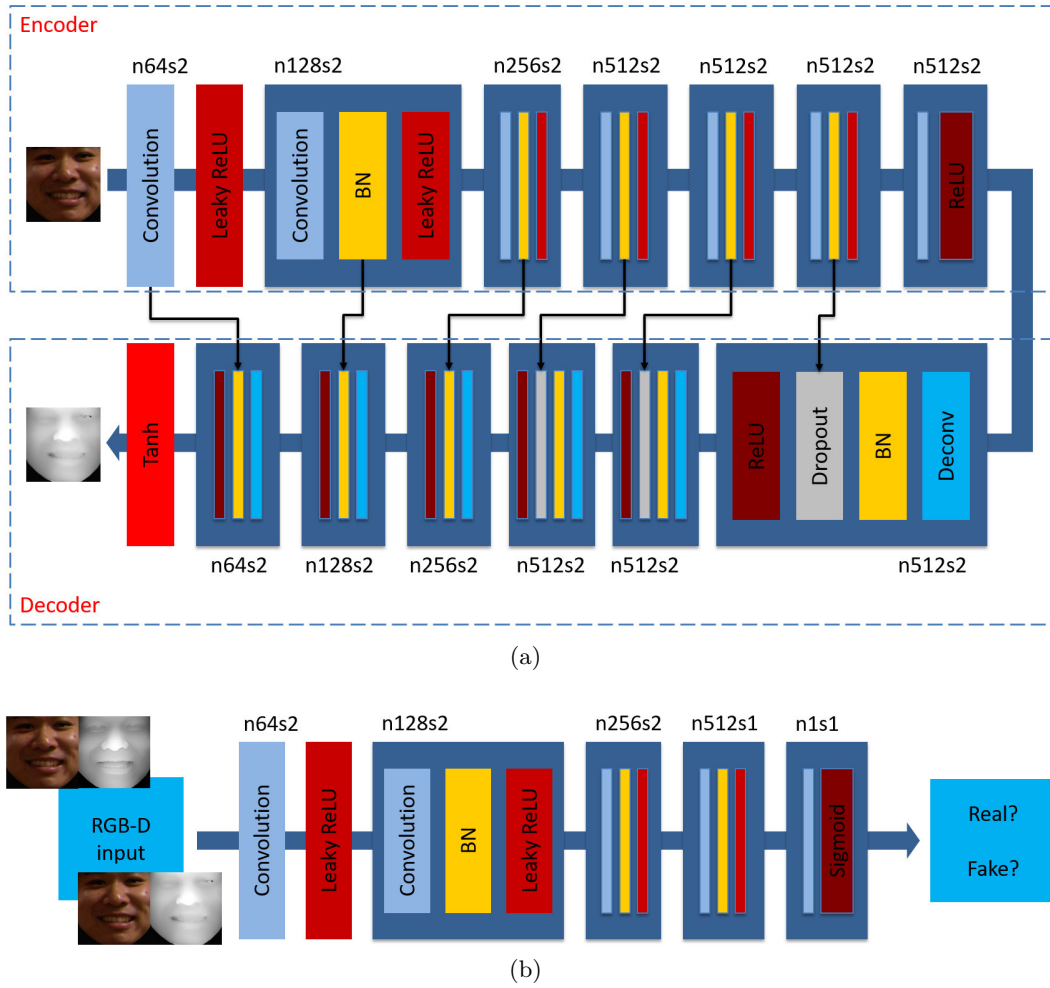 Encoder
n64s2
n128s2
n256s2
n512s2
n512s2
n512s2
n512s2
Convolution
Leaky ReLU
Convolution
BN
Leaky ReLU
ReLU
Tanh
ReLU
Dropout
BN
Deconv
n64s2
n128s2
n256s2
n512s2
n512s2
n512s2
Decoder
(a)
n64s2
n128s2
n256s2
n512s1
n1s1
RGB-D
input
Convolution
Leaky ReLU
Convolution
BN
Leaky ReLU
Sigmoid
Real?
Fake?
(b)